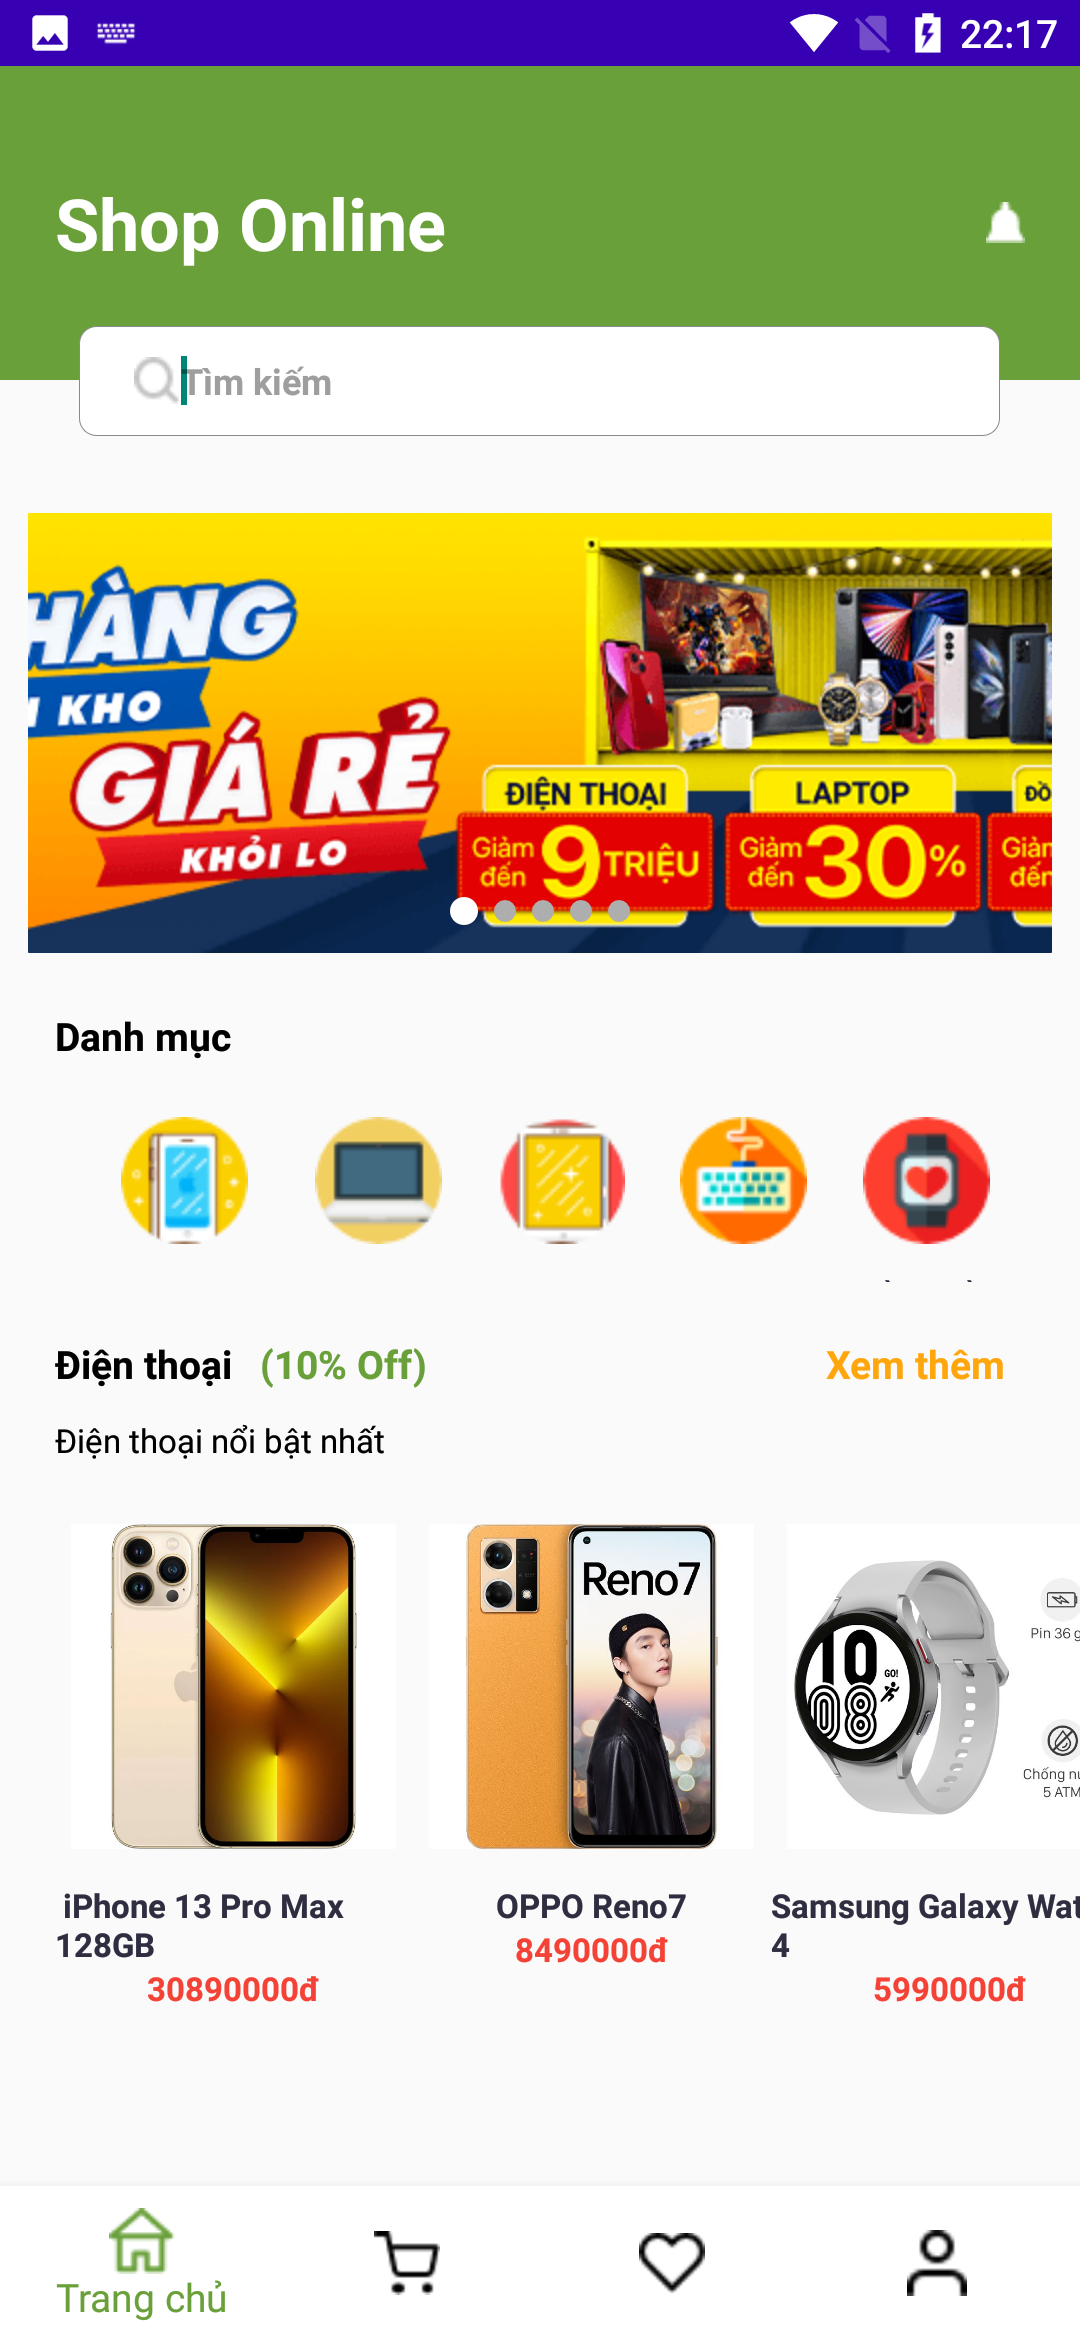 22:17
Shop Online
Tìm kiếm
HÀNG
KHO
GIÁ RẺ
KHỎI LO
ĐIỆN THOẠI
LAPTOP
Giảm đến 9 TRIỆU
Giảm đến 30%
Danh mục
Điện thoại (10% Off)
Xem thêm
Điện thoại nổi bật nhất
Reno7
10
08
GO!
Pin 36 g
Chống nư
5 ATM
iPhone 13 Pro Max
128GB
30890000đ
OPPO Reno7
8490000đ
Samsung Galaxy Wat
4
5990000đ
Trang chủ